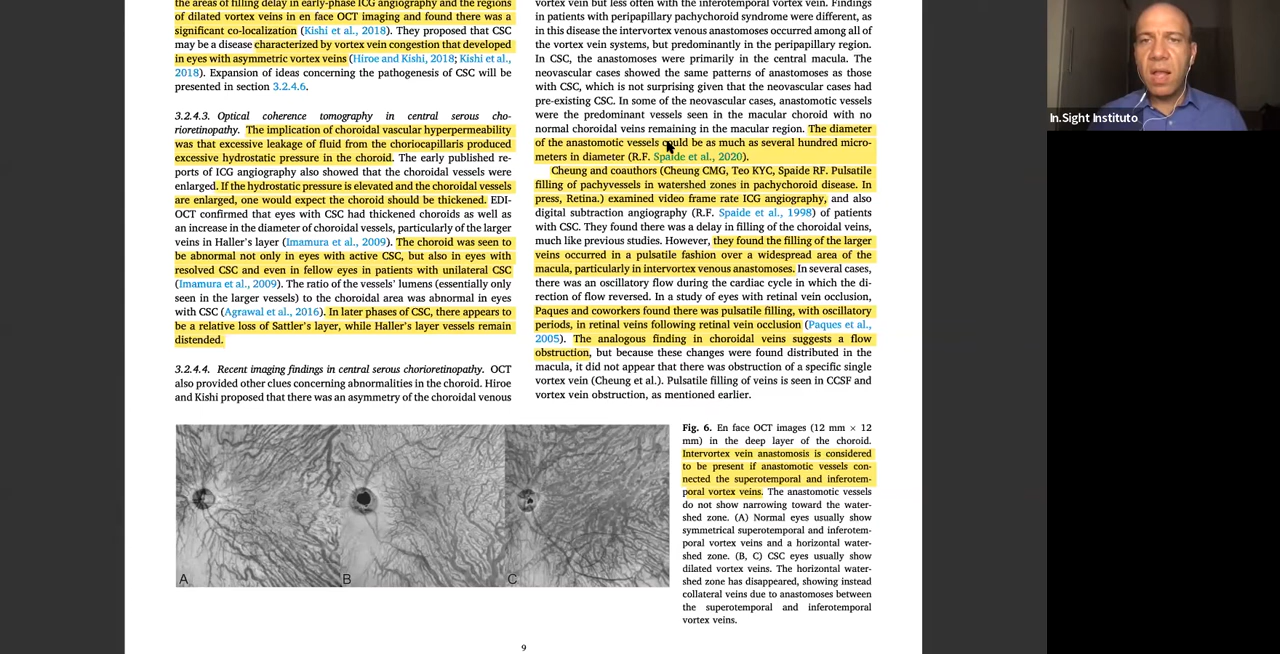 the areas of filling delay in early-phase ICG angiography and the regions
of dilated vortex veins in en face OCT imaging and found there was a
significant co-localization (Kishi et al., 2018). They proposed that CSC
may be a disease characterized by vortex vein congestion that developed
in eyes with asymmetric vortex veins (Hiroe and Kishi, 2018; Kishi et al.,
2018). Expansion of ideas concerning the pathogenesis of CSC will be
presented in section 3.2.4.6.
3.2.4.3. Optical coherence tomography in central serous cho-
rioretinopathy. The implication of choroidal vascular hyperpermeability
was that excessive leakage of fluid from the choriocapillaris produced
excessive hydrostatic pressure in the choroid. The early published re-
ports of ICG angiography also showed that the choroidal vessels were
enlarged. If the hydrostatic pressure is elevated and the choroidal vessels
are enlarged, one would expect the choroid should be thickened. EDI-
OCT confirmed that eyes with CSC had thickened choroids as well as
an increase in the diameter of choroidal vessels, particularly of the larger
veins in Haller's layer (Imamura et al., 2009). The choroid was seen to
be abnormal not only in eyes with active CSC, but also in eyes with
resolved CSC and even in fellow eyes in patients with unilateral CSC
(Imamura et al., 2009). The ratio of the vessels' lumens (essentially only
seen in the larger vessels) to the choroidal area was abnormal in eyes
with CSC (Agrawal et al., 2016). In later phases of CSC, there appears to
be a relative loss of Sattler's layer, while Haller's layer vessels remain
distended.
3.2.4.4. Recent imaging findings in central serous chorioretinopathy. OCT
also provided other clues concerning abnormalities in the choroid. Hiroe
and Kishi proposed that there was an asymmetry of the choroidal venous
vortex vein but less often with the inferotemporal vortex vein. Findings
in patients with peripapillary pachychoroid syndrome were different, as
in this disease the intervortex venous anastomoses occurred among all of
the vortex vein systems, but predominantly in the peripapillary region.
In CSC, the anastomoses were primarily in the central macula. The
neovascular cases showed the same patterns of anastomoses as those
with CSC, which is not surprising given that the neovascular cases had
pre-existing CSC. In some of the neovascular cases, anastomotic vessels
were the predominant vessels seen in the macular choroid with no
normal choroidal veins remaining in the macular region. The diameter
of the anastomotic vessels could be as much as several hundred micro-
meters in diameter (R.F. Spaide et al., 2020).
Cheung and coauthors (Cheung CMG, Teo KYC, Spaide RF. Pulsatile
filling of pachyvessels in watershed zones in pachychoroid disease. In
press, Retina.) examined video frame rate ICG angiography, and also
digital subtraction angiography (R.F. Spaide et al., 1998) of patients
with CSC. They found there was a delay in filling of the choroidal veins,
much like previous studies. However, they found the filling of the larger
veins occurred in a pulsatile fashion over a widespread area of the
macula, particularly in intervortex venous anastomoses. In several cases,
there was an oscillatory flow during the cardiac cycle in which the di-
rection of flow reversed. In a study of eyes with retinal vein occlusion,
Paques and coworkers found there was pulsatile filling, with oscillatory
periods, in retinal veins following retinal vein occlusion (Paques et al.,
2005). The analogous finding in choroidal veins suggests a flow
obstruction, but because these changes were found distributed in the
macula, it did not appear that there was obstruction of a specific single
vortex vein (Cheung et al.). Pulsatile filling of veins is seen in CCSF and
vortex vein obstruction, as mentioned earlier.
A
B
C
Fig. 6. En face OCT images (12 mm × 12
mm) in the deep layer of the choroid.
Intervortex vein anastomosis is considered
to be present if anastomotic vessels con-
nected the superotemporal and inferotem-
poral vortex veins. The anastomotic vessels
do not show narrowing toward the water-
shed zone. (A) Normal eyes usually show
symmetrical superotemporal and inferotem-
poral vortex veins and a horizontal water-
shed zone. (B, C) CSC eyes usually show
dilated vortex veins. The horizontal water-
shed zone has disappeared, showing instead
collateral veins due to anastomoses between
the superotemporal and inferotemporal
vortex veins.
9
In.Sight Instituto